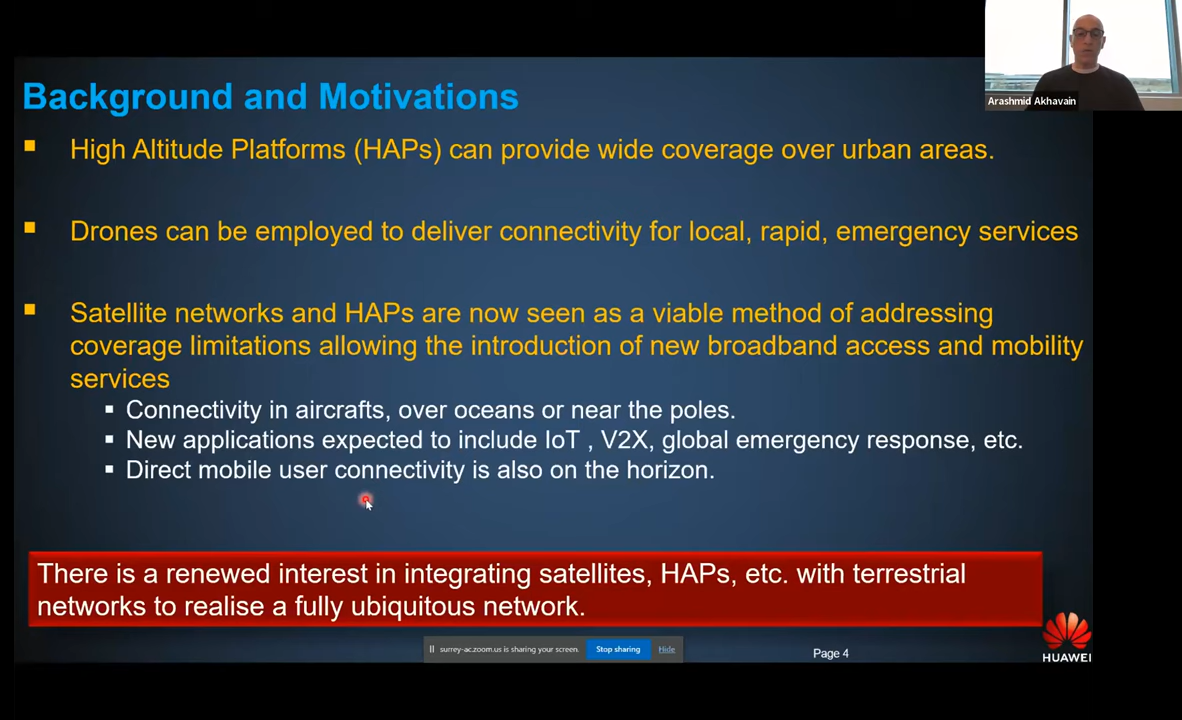 Arashmid Akhavain
Background and Motivations
▪ High Altitude Platforms (HAPs) can provide wide coverage over urban areas.
▪ Drones can be employed to deliver connectivity for local, rapid, emergency services
▪ Satellite networks and HAPs are now seen as a viable method of addressing
coverage limitations allowing the introduction of new broadband access and mobility
services
▪ Connectivity in aircrafts, over oceans or near the poles.
▪ New applications expected to include IoT , V2X, global emergency response, etc.
▪ Direct mobile user connectivity is also on the horizon.
There is a renewed interest in integrating satellites, HAPs, etc. with terrestrial
networks to realise a fully ubiquitous network.
surrey-ac.zoom.us is sharing your screen. Stop sharing Hide
Page 4
HUAWEI